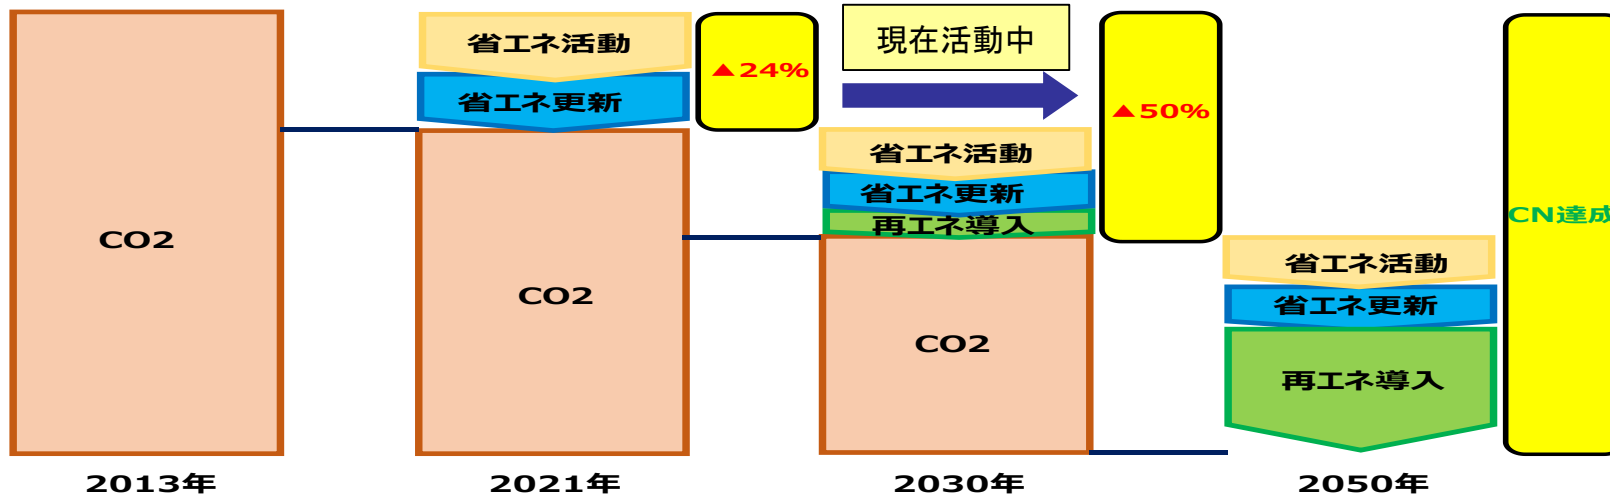 CO2
2013年
省エネ活動
省エネ更新
▲24%
CO2
2021年
現在活動中
省エネ活動
省エネ更新
再エネ導入
▲50%
CO2
2030年
省エネ活動
省エネ更新
再エネ導入
CN達成
2050年